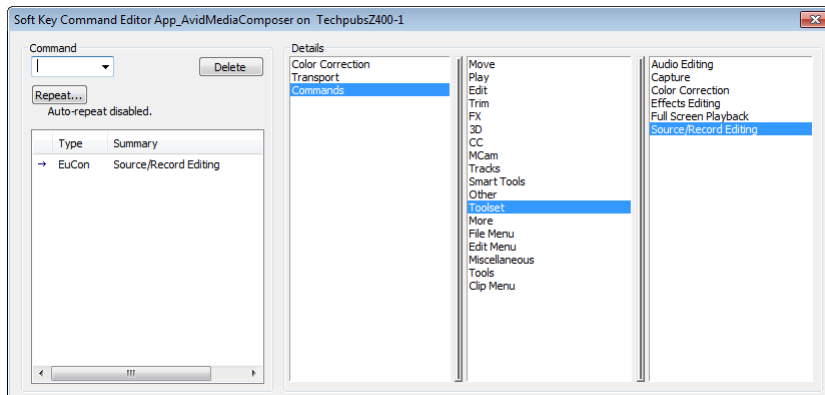 Soft Key Command Editor App_AvidMediaComposer on TechpubsZ400-1
Command
Delete
Repeat...
Auto-repeat disabled.
Type Summary
→ EuCon Source/Record Editing
Details
Color Correction
Transport
Commands
Move
Play
Edit
Trim
FX
3D
CC
MCam
Tracks
Smart Tools
Other
Toolset
More
File Menu
Edit Menu
Miscellaneous
Tools
Clip Menu
Audio Editing
Capture
Color Correction
Effects Editing
Full Screen Playback
Source/Record Editing